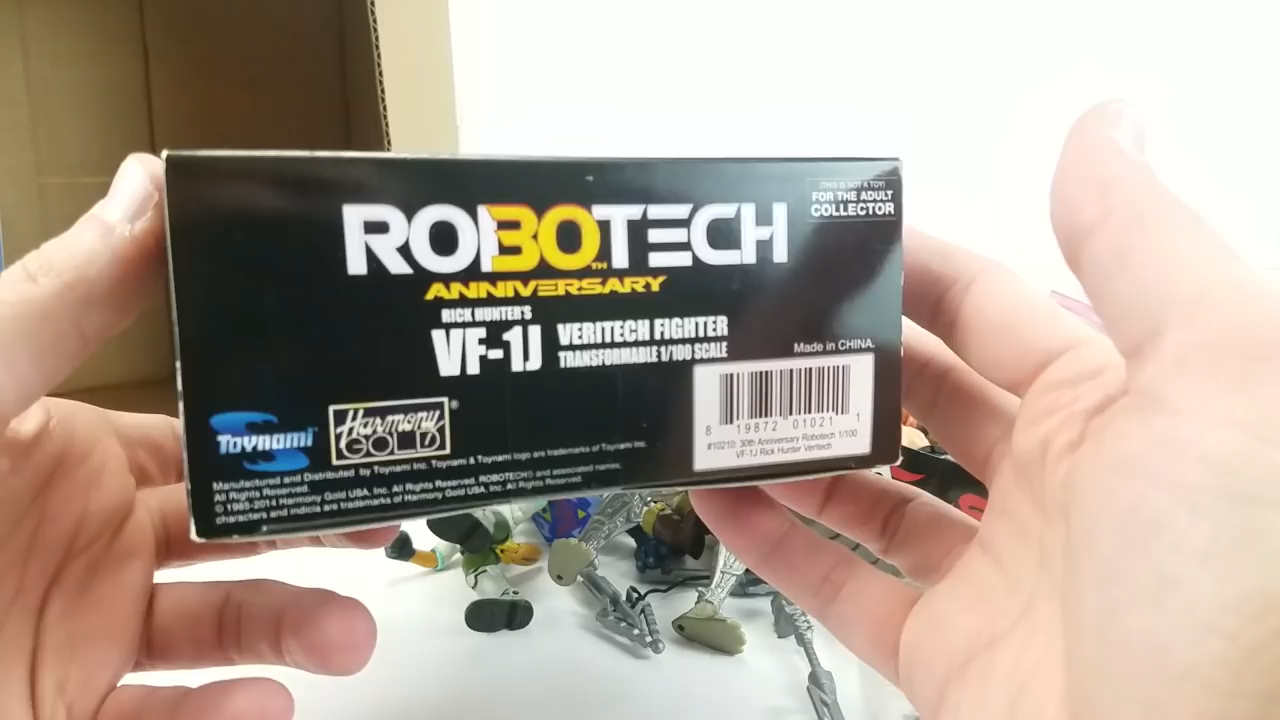 (THIS IS NOT A TOY)
FOR THE ADULT
COLLECTOR
ROBOTECH
30TH
ANNIVERSARY
RICK HUNTER'S
VF-1J
VERITECH FIGHTER
TRANSFORMABLE 1/100 SCALE
Made in CHINA.
8 19872 01021 1
#10210: 30th Anniversary Robotech 1/100
VF-1J Rick Hunter Veritech
Toynami
Harmony
GOLD®
Manufactured and Distributed by Toynami Inc. Toynami & Toynami logo are trademarks of Toynami Inc.
All Rights Reserved.
© 1985-2014 Harmony Gold USA, Inc. All Rights Reserved. ROBOTECH® and associated names,
characters and indicia are trademarks of Harmony Gold USA, Inc. All Rights Reserved.